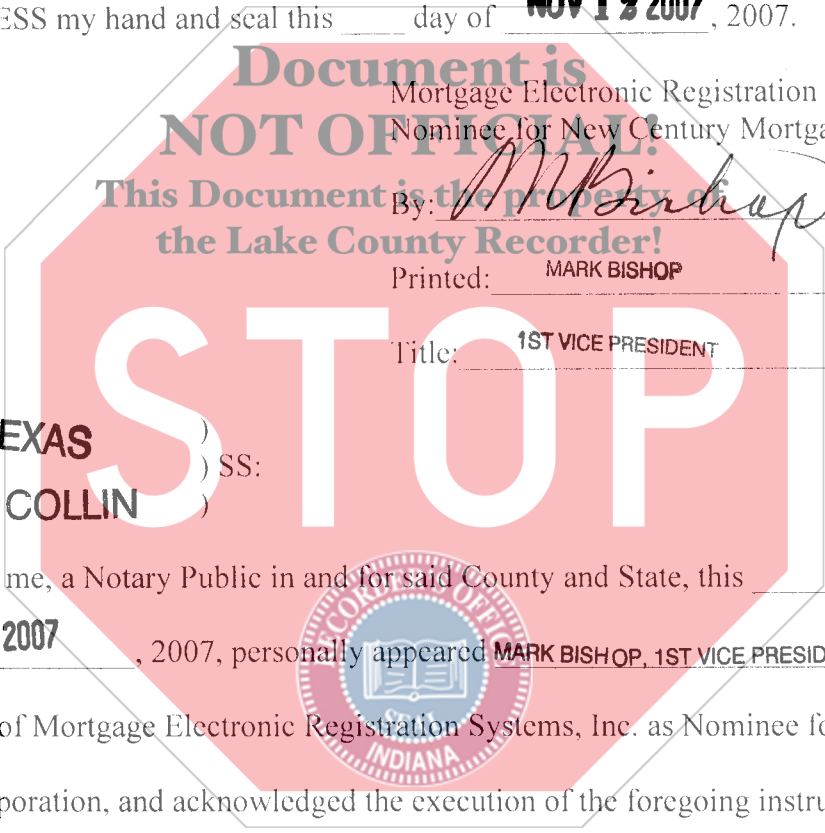 ESS my hand and seal this ____ day of NOV 1 2007, 2007.
Document is
Mortgage Electronic Registration
NOT OFFICIAL!
Nominee for New Century Mortga
This Document is the property of
By: M Bishop
the Lake County Recorder!
Printed: MARK BISHOP
Title: 1ST VICE PRESIDENT
STOP
EXAS )
) SS:
COLLIN )
me, a Notary Public in and for said County and State, this
RECORDER'S OFFICE
2007, 2007, personally appeared MARK BISHOP, 1ST VICE PRESID
SEAL
of Mortgage Electronic Registration Systems, Inc. as Nominee fo
INDIANA
poration, and acknowledged the execution of the foregoing instru